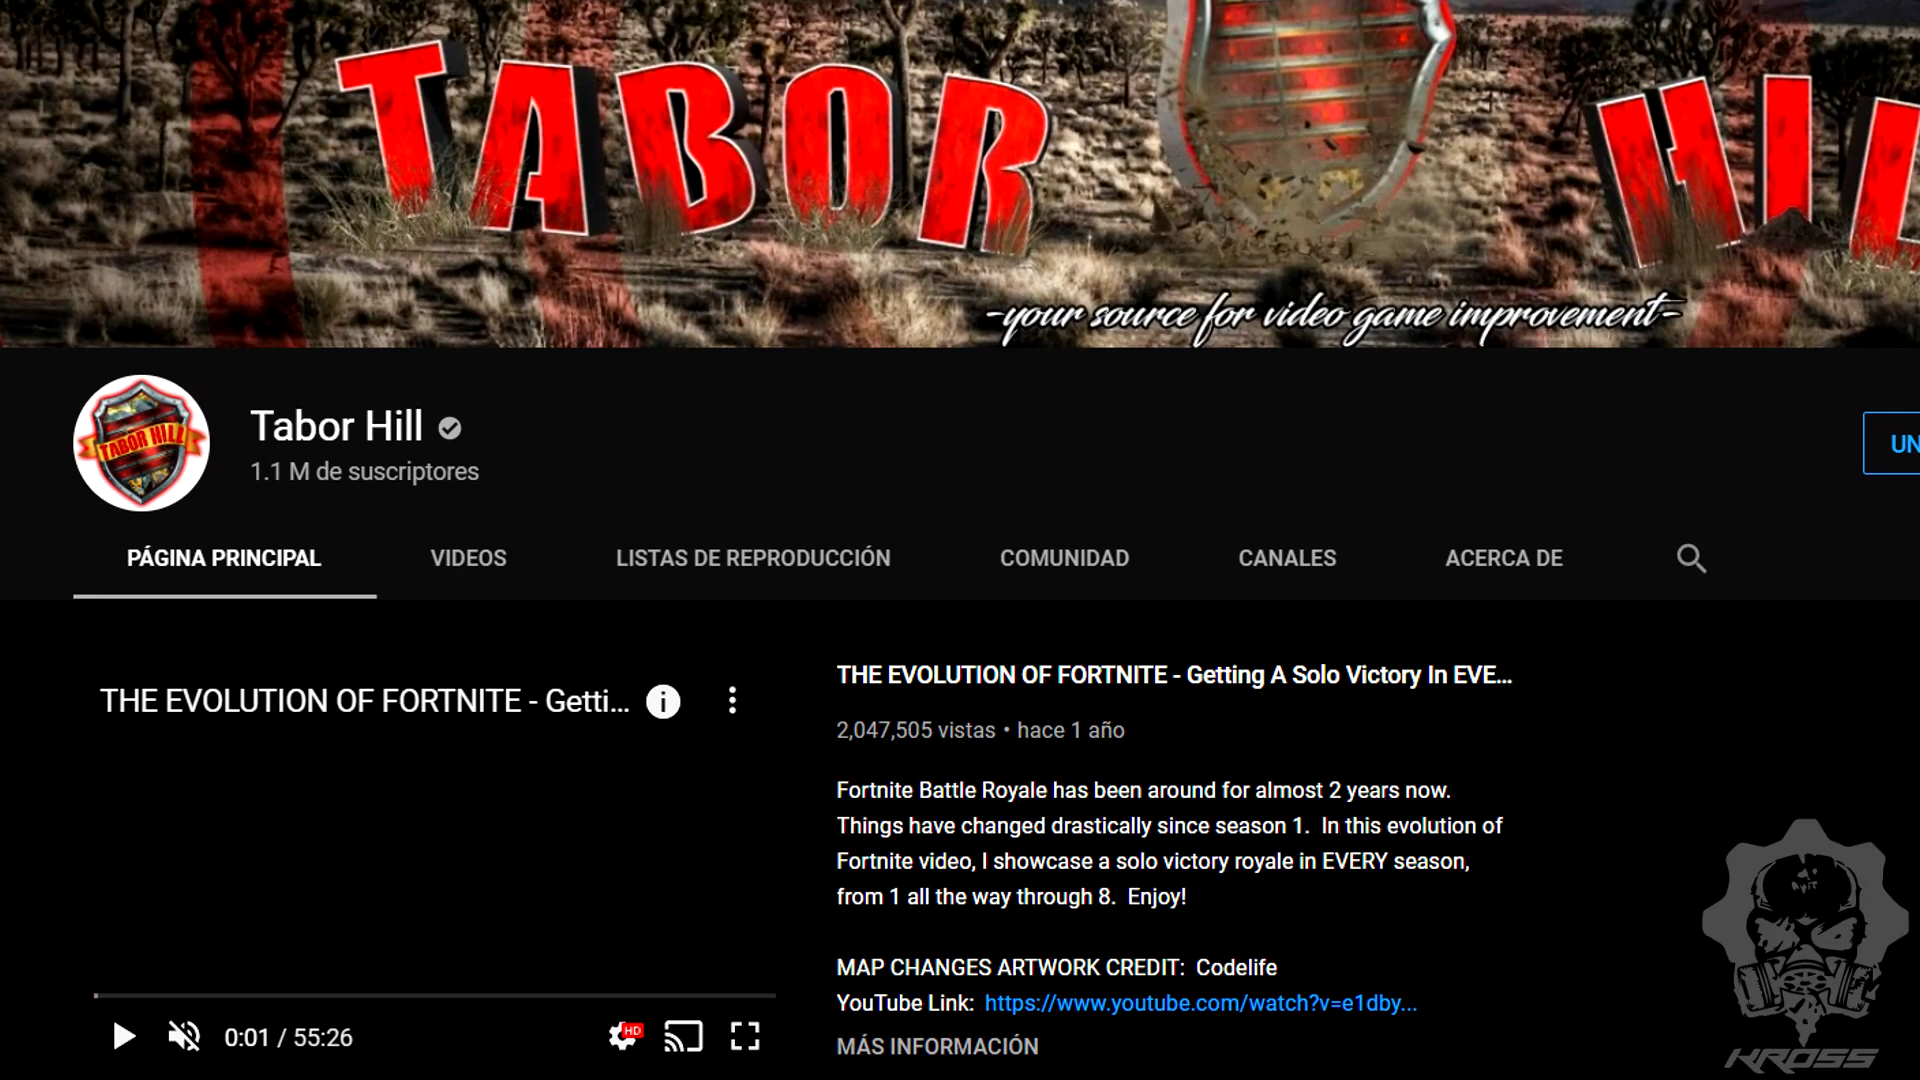 TABOR HIL
-your source for video game improvement-
TABOR HILL
Tabor Hill
1.1 M de suscriptores
UN
PÁGINA PRINCIPAL VIDEOS LISTAS DE REPRODUCCIÓN COMUNIDAD CANALES ACERCA DE
THE EVOLUTION OF FORTNITE - Getti...
THE EVOLUTION OF FORTNITE - Getting A Solo Victory In EVE...
2,047,505 vistas • hace 1 año
Fortnite Battle Royale has been around for almost 2 years now.
Things have changed drastically since season 1. In this evolution of
Fortnite video, I showcase a solo victory royale in EVERY season,
from 1 all the way through 8. Enjoy!
MAP CHANGES ARTWORK CREDIT: Codelife
YouTube Link: https://www.youtube.com/watch?v=e1dby...
MÁS INFORMACIÓN
0:01 / 55:26
HD
KROSS